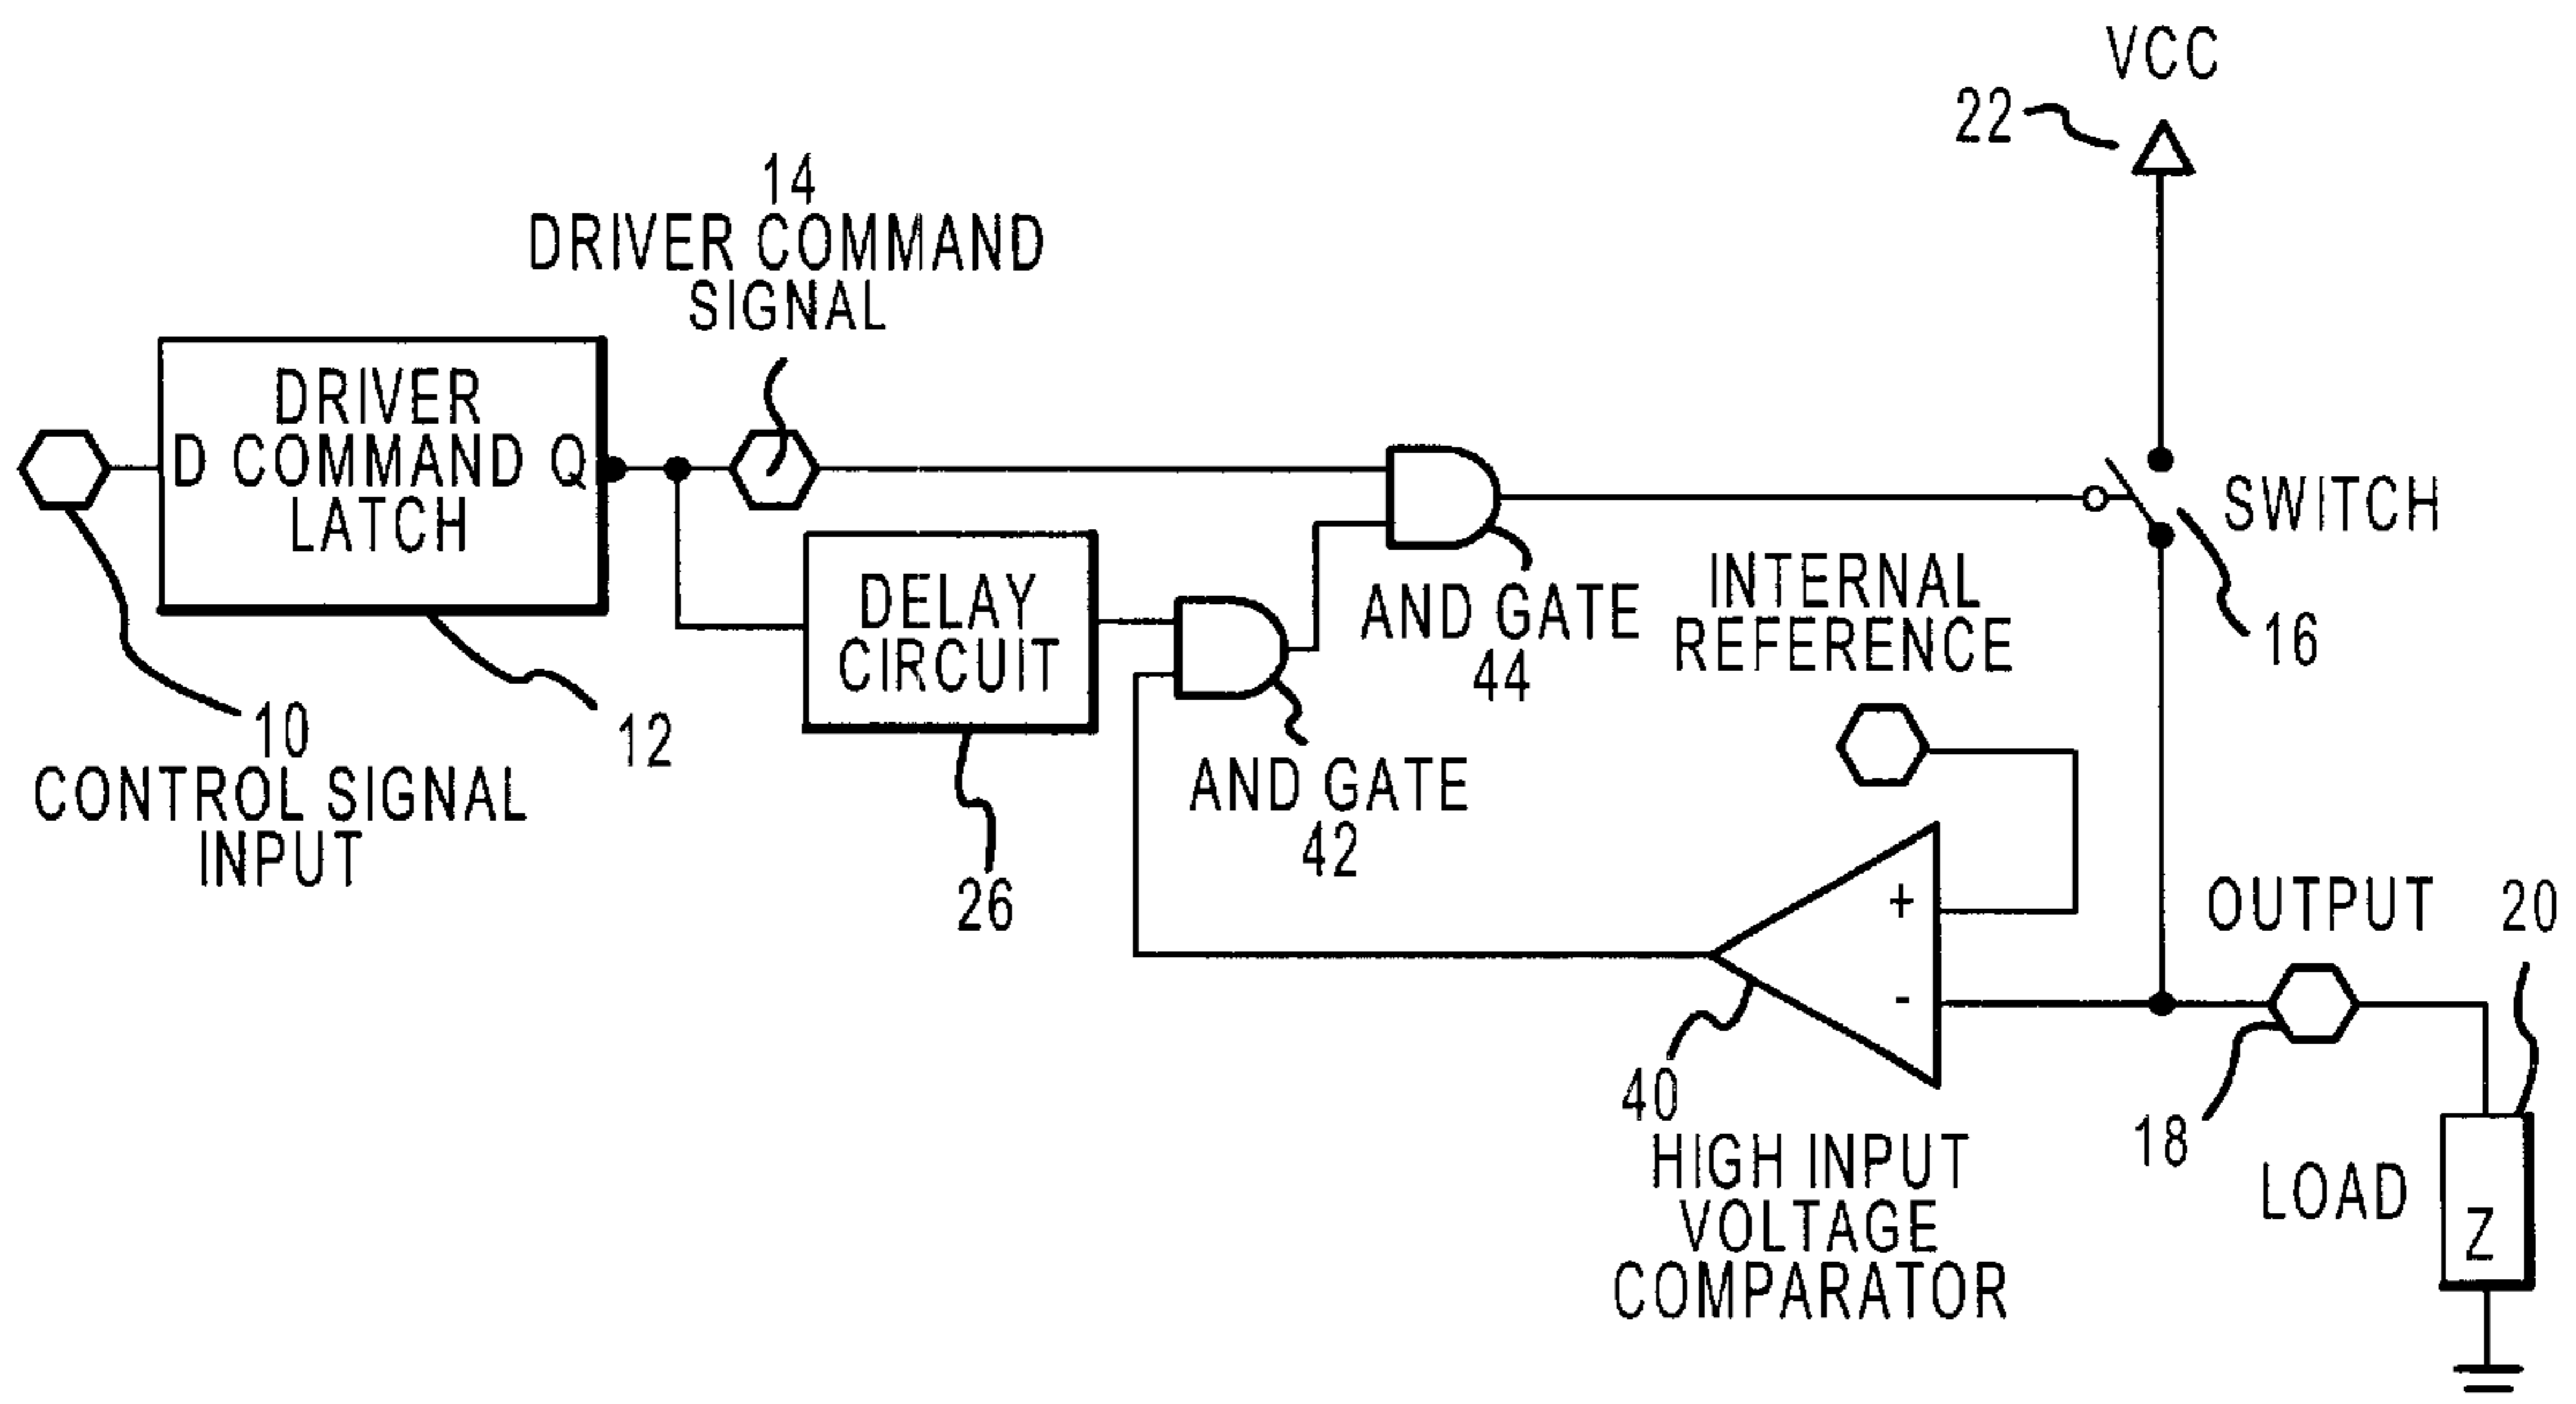 VCC
22
14
DRIVER COMMAND
SIGNAL
DRIVER
D COMMAND Q
LATCH
SWITCH
16
DELAY
CIRCUIT
AND GATE
44
INTERNAL
REFERENCE
10
CONTROL SIGNAL
INPUT
12
26
AND GATE
42
+
-
40
HIGH INPUT
VOLTAGE
COMPARATOR
OUTPUT
20
18
LOAD
Z